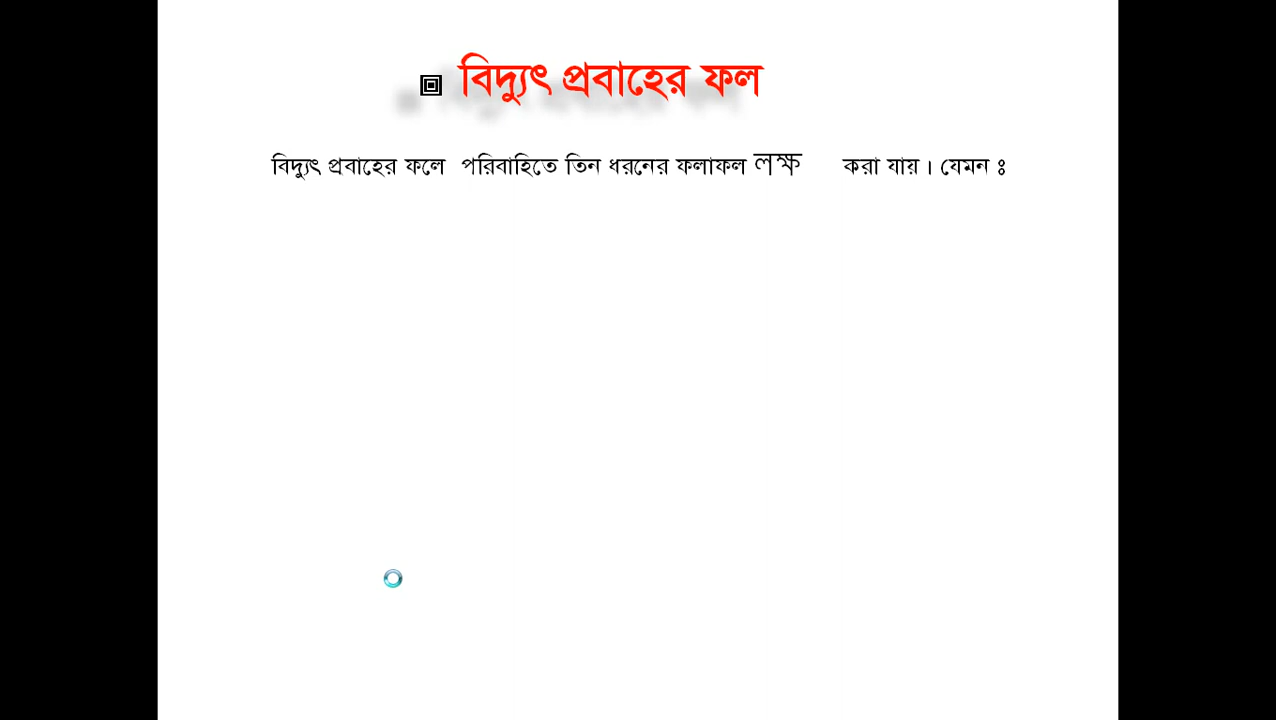 বিদ্যুৎ প্রবাহের ফল
বিদ্যুৎ প্রবাহের ফলে পরিবাহিতে তিন ধরনের ফলাফল লক্ষ করা যায়। যেমন ঃ